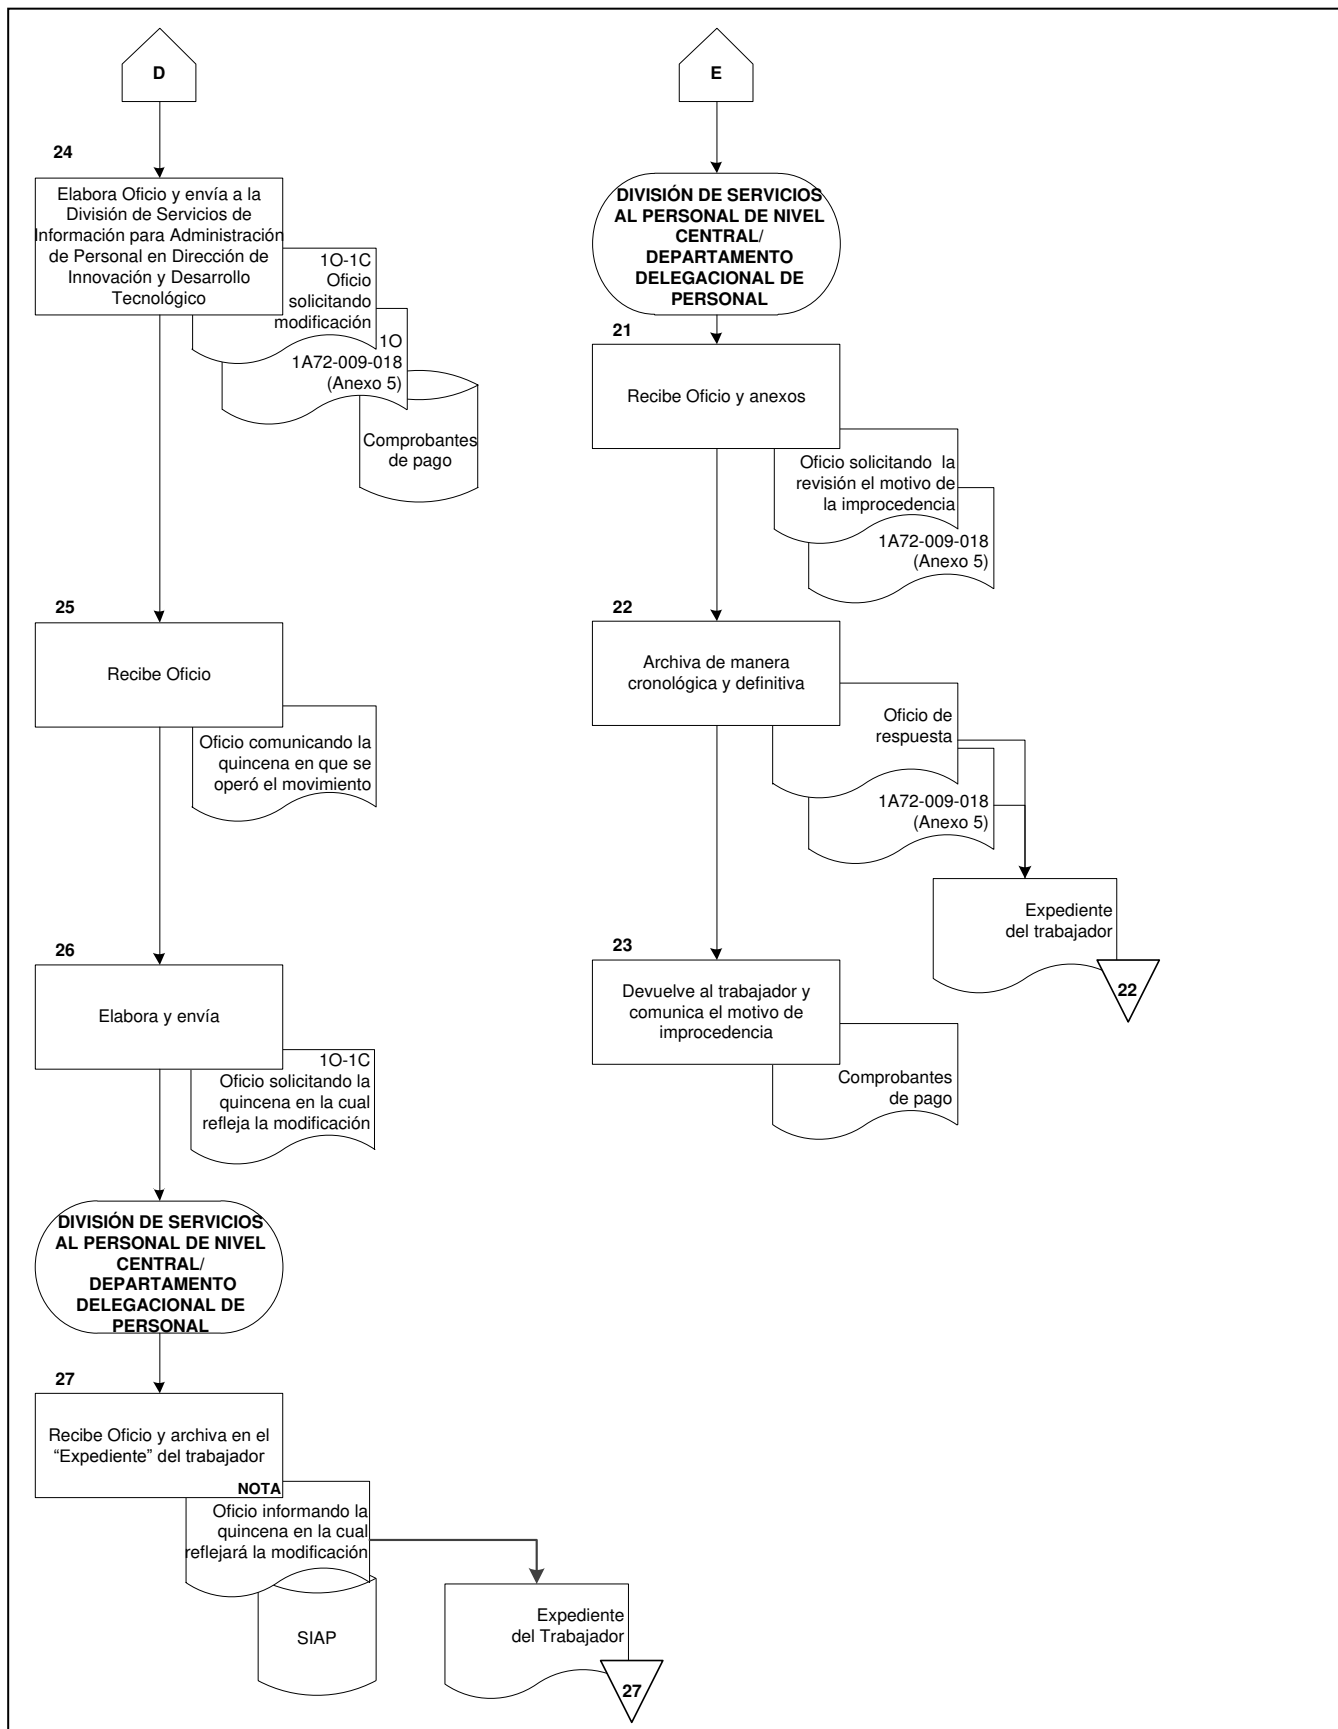 D
24
Elabora Oficio y envía a la
División de Servicios de
Información para Administración
de Personal en Dirección de
Innovación y Desarrollo
Tecnológico
1O-1C
Oficio
solicitando
modificación
1O
1A72-009-018
(Anexo 5)
Comprobantes
de pago
25
Recibe Oficio
Oficio comunicando la
quincena en que se
operó el movimiento
26
Elabora y envía
1O-1C
Oficio solicitando la
quincena en la cual
refleja la modificación
DIVISIÓN DE SERVICIOS
AL PERSONAL DE NIVEL
CENTRAL/
DEPARTAMENTO
DELEGACIONAL DE
PERSONAL
27
Recibe Oficio y archiva en el
“Expediente” del trabajador
NOTA
Oficio informando la
quincena en la cual
reflejará la modificación
SIAP
Expediente
del Trabajador
27
E
DIVISIÓN DE SERVICIOS
AL PERSONAL DE NIVEL
CENTRAL/
DEPARTAMENTO
DELEGACIONAL DE
PERSONAL
21
Recibe Oficio y anexos
Oficio solicitando la
revisión el motivo de
la improcedencia
1A72-009-018
(Anexo 5)
22
Archiva de manera
cronológica y definitiva
Oficio de
respuesta
1A72-009-018
(Anexo 5)
Expediente
del trabajador
22
23
Devuelve al trabajador y
comunica el motivo de
improcedencia
Comprobantes
de pago